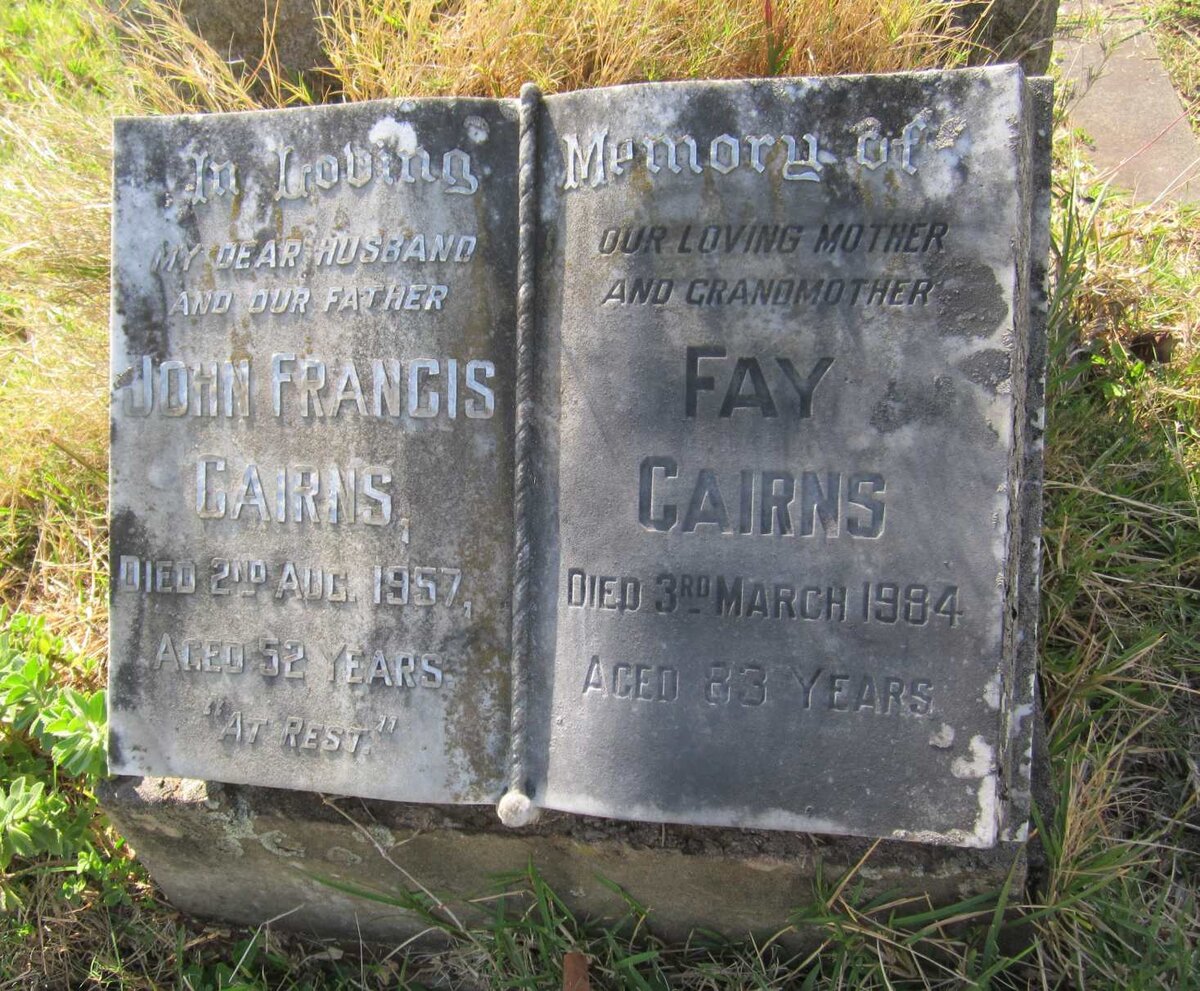 In Loving Memory of
MY DEAR HUSBAND
AND OUR FATHER
JOHN FRANCIS
CAIRNS,
DIED 2ND AUG. 1957,
AGED 52 YEARS.
"AT REST."
OUR LOVING MOTHER
AND GRANDMOTHER
FAY
CAIRNS
DIED 3RD MARCH 1984
AGED 83 YEARS